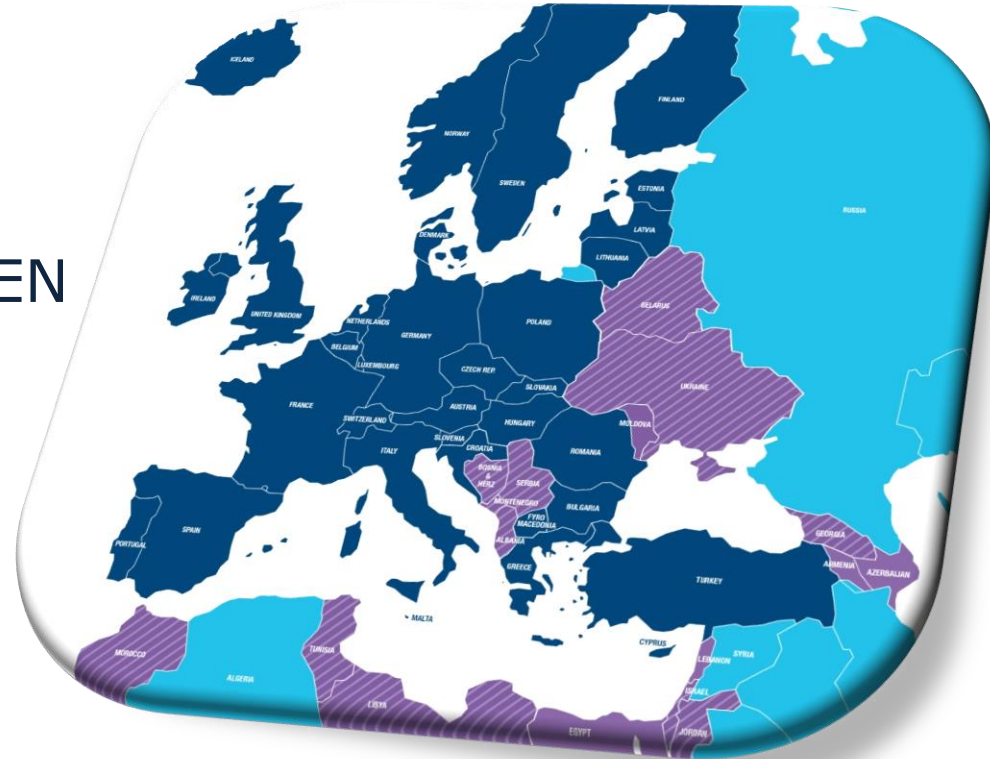 ICELAND
FINLAND
NORWAY
SWEDEN
ESTONIA
RUSSIA
LATVIA
DENMARK
LITHUANIA
EN
IRELAND
UNITED KINGDOM
BELARUS
NETHERLANDS
POLAND
GERMANY
BELGIUM
LUXEMBOURG
CZECH REP.
SLOVAKIA
UKRAINE
FRANCE
AUSTRIA
SWITZERLAND
HUNGARY
MOLDOVA
SLOVENIA
CROATIA
ITALY
ROMANIA
BOSNIA
&
HERZ
SERBIA
MONTENEGRO
BULGARIA
FYRO
MACEDONIA
SPAIN
PORTUGAL
ALBANIA
GEORGIA
GREECE
ARMENIA
AZERBAIJAN
TURKEY
MALTA
CYPRUS
MOROCCO
TUNISIA
LEBANON
SYRIA
ALGERIA
ISRAEL
LIBYA
EGYPT
JORDAN